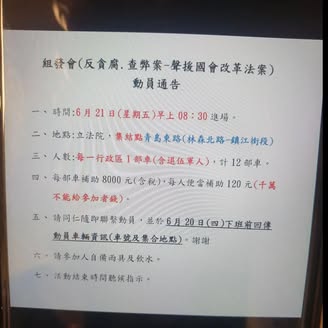 組發會(反貪腐.查弊案-聲援國會改革法案)
動員通告
一、時間:6月21日(星期五)早上08:30進場。
二、地點:立法院,集結點青島東路(林森北路-鎮江街段)
三、人數:每一行政區1部車(含退伍軍人),計12部車。
四、每部車補助8000元(含稅),每人便當補助120元(千萬
不能給參加者錢)。
五、請同仁隨即聯繫動員,並於6月20日(四)下班前回傳
動員車輛資訊(車號及集合地點)。謝謝
六、請參加人自備雨具及飲水。
七、活動結束時間聽候指示。